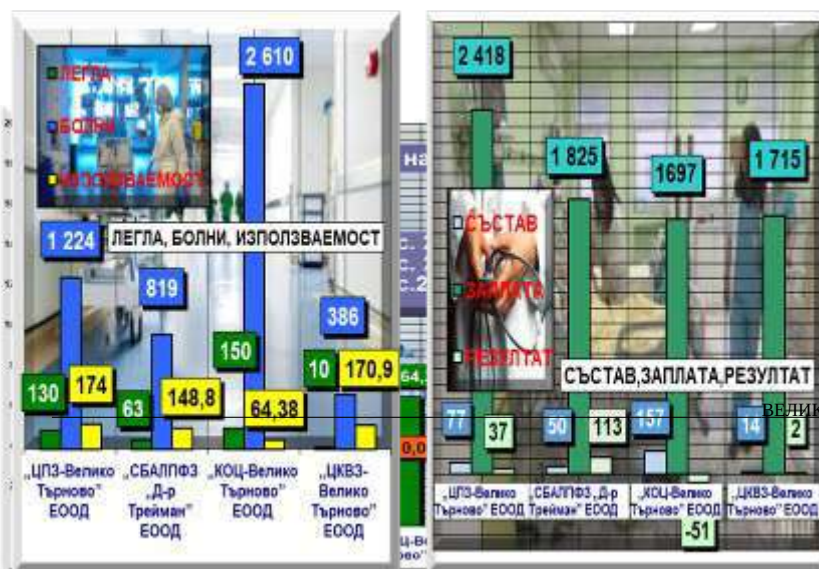 ЛЕГЛА
БОЛНИ
ИЗПОЛЗВАЕМОСТ
2 610
ЛЕГЛА, БОЛНИ, ИЗПОЛЗВАЕМОСТ
1 224
819
386
130
174
63
148,8
150
64,38
10
170,9
„ЦПЗ-Велико
Търново”
ЕООД
„СБАЛПФЗ
„Д-р
Трейман”
ЕООД
„КОЦ-Велико
Търново”
ЕООД
„ЦКВЗ-
Велико
Търново”
ЕООД
на
2 418
1 825
1697
1 715
СЪСТАВ
ЗАПЛАТА
РЕЗУЛТАТ
СЪСТАВ,ЗАПЛАТА,РЕЗУЛТАТ
ВЕЛИК
77
37
50
113
157
-51
14
2
„ЦПЗ-Велико
Търново” ЕООД
„СБАЛПФЗ „Д-р
Трейман” ЕООД
„КОЦ-Велико
Търново” ЕООД
„ЦКВЗ-Велико
Търново” ЕООД